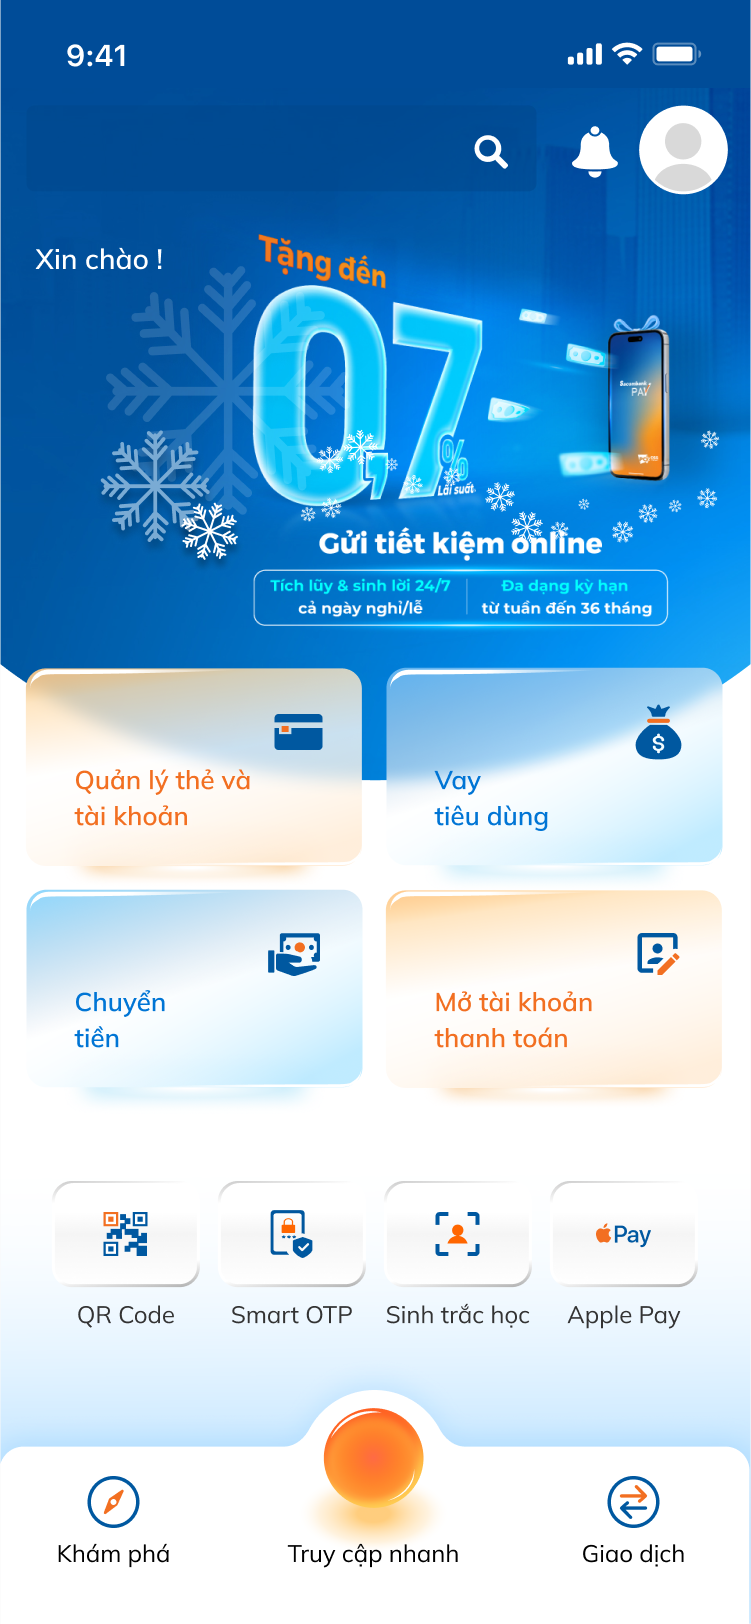 9:41
Xin chào !
Tặng đến
0,7%
Lãi suất
Sacombank
PAY
Gửi tiết kiệm online
Tích lũy & sinh lời 24/7
cả ngày nghỉ/lễ
Đa dạng kỳ hạn
từ tuần đến 36 tháng
Quản lý thẻ và
tài khoản
Vay
tiêu dùng
$
Chuyển
tiền
Mở tài khoản
thanh toán
Pay
QR Code
Smart OTP
Sinh trắc học
Apple Pay
Khám phá
Truy cập nhanh
Giao dịch